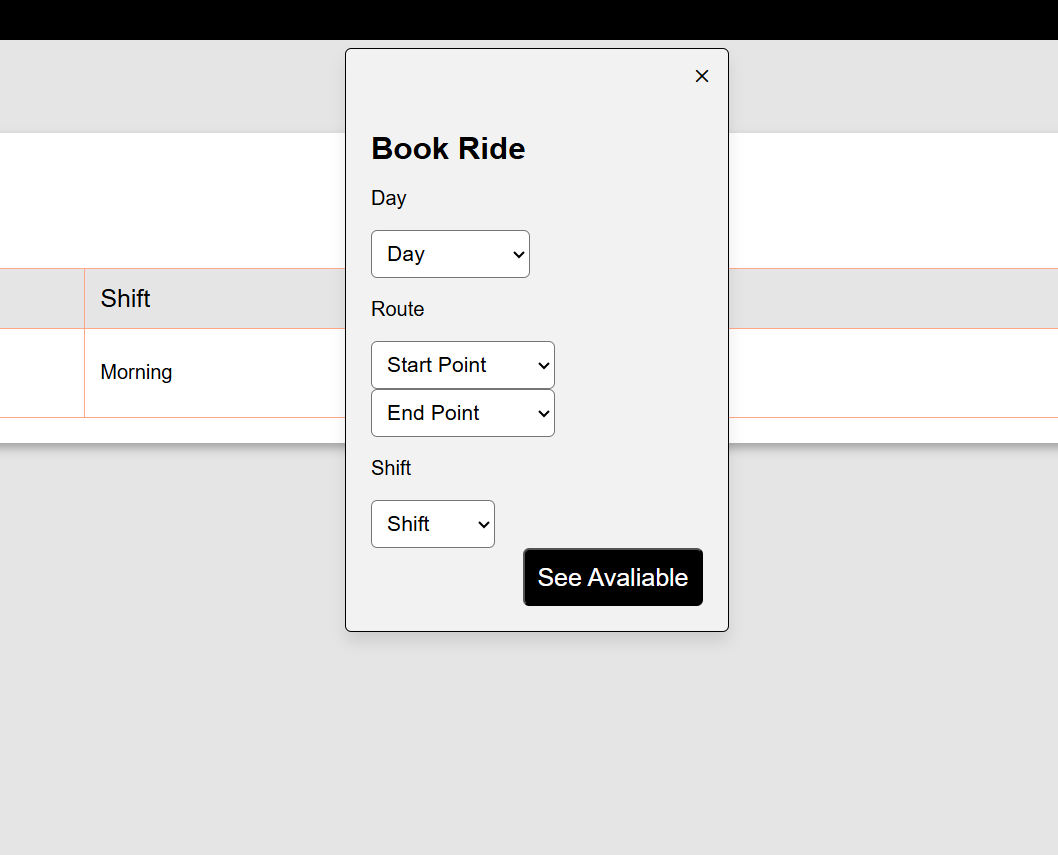 ×
Book Ride
Day
Day
Route
Start Point
End Point
Shift
Shift
See Avaliable
Shift
Morning